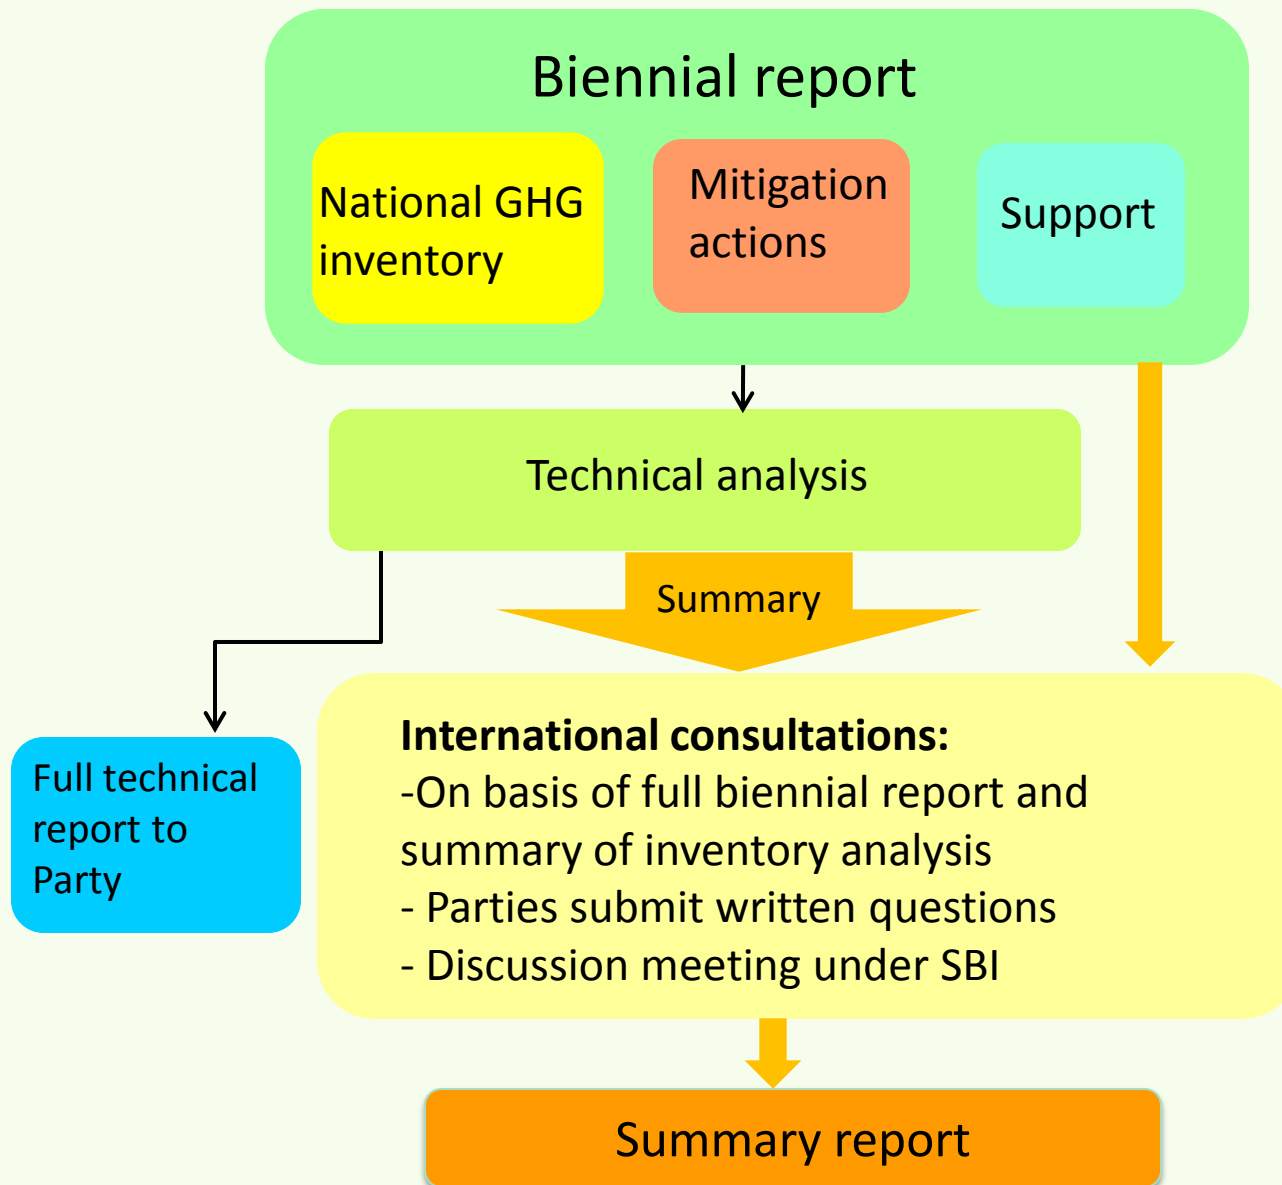 Biennial report
National GHG
inventory
Mitigation
actions
Support
Technical analysis
Summary
Full technical
report to
Party
International consultations:
-On basis of full biennial report and
summary of inventory analysis
- Parties submit written questions
- Discussion meeting under SBI
Summary report